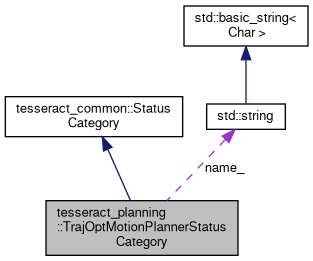 std::basic_string<
Char >
tesseract_common::Status
Category
std::string
name_
tesseract_planning
::TrajOptMotionPlannerStatus
Category